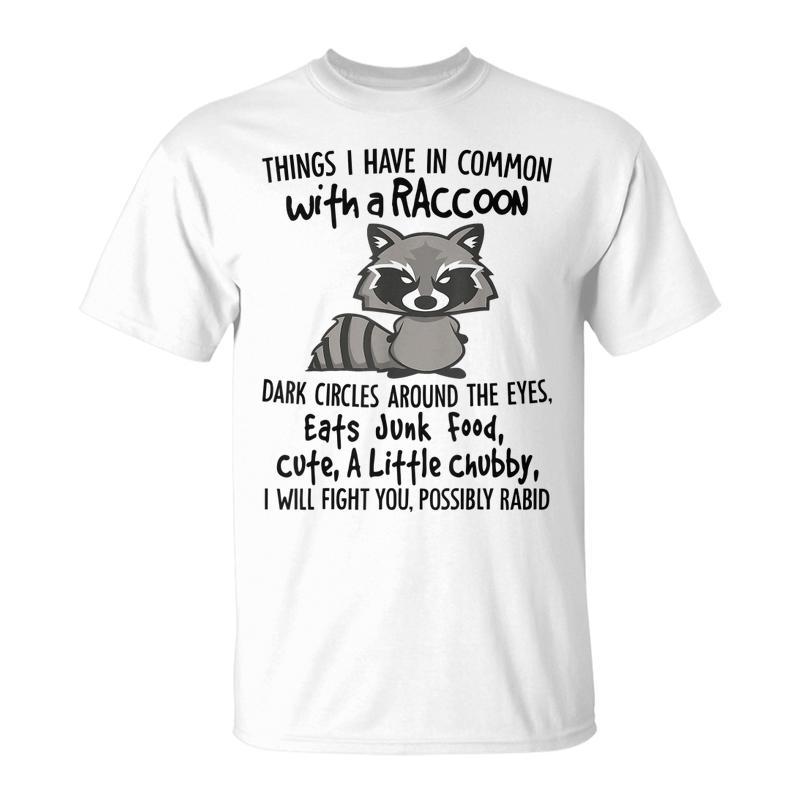 THINGS I HAVE IN COMMON
with a RACCOON
DARK CIRCLES AROUND THE EYES,
Eats Junk Food,
cute, A Little chubby,
I WILL FIGHT YOU, POSSIBLY RABID